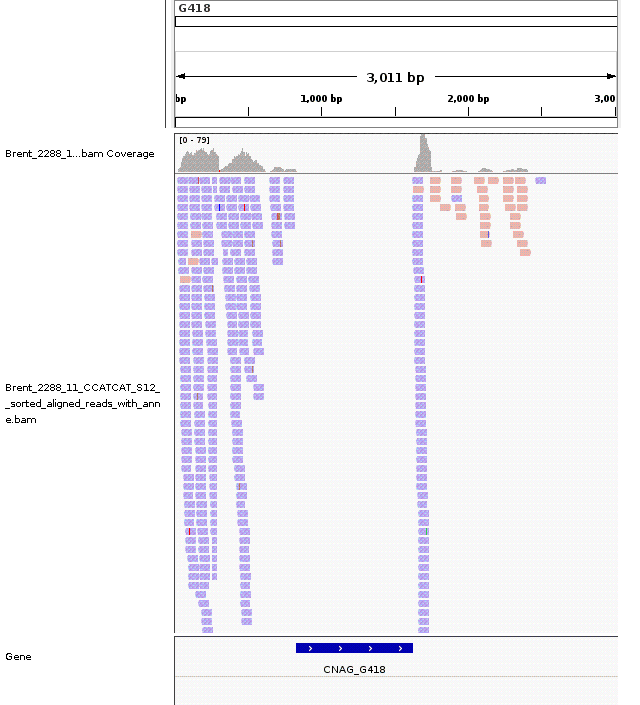 G418
3,011 bp
bp 1,000 bp 2,000 bp 3,00
[0 - 79]
Brent_2288_1...bam Coverage
Brent_2288_11_CCATCAT_S12_
_sorted_aligned_reads_with_ann
e.bam
Gene
CNAG_G418